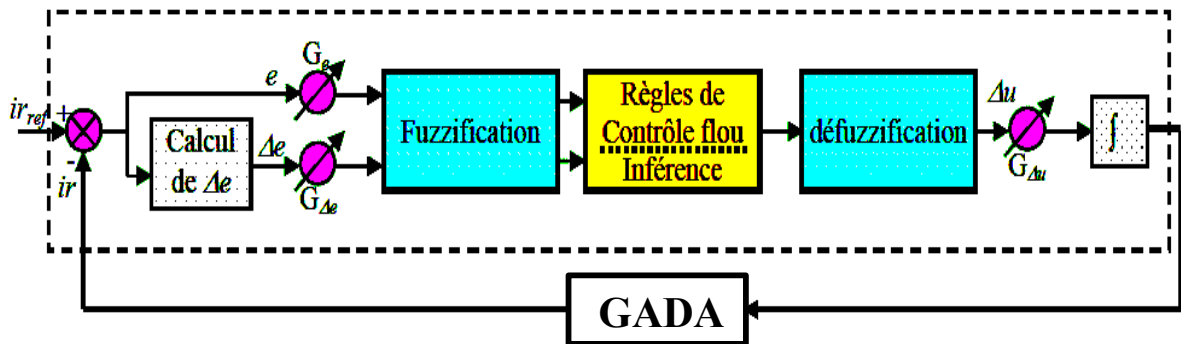 ir_ref
+
-
ir
Calcul
de Δe
e
G_e
Δe
G_Δe
Fuzzification
Règles de
Contrôle flou
Inférence
défuzzification
Δu
G_Δu
∫
GADA